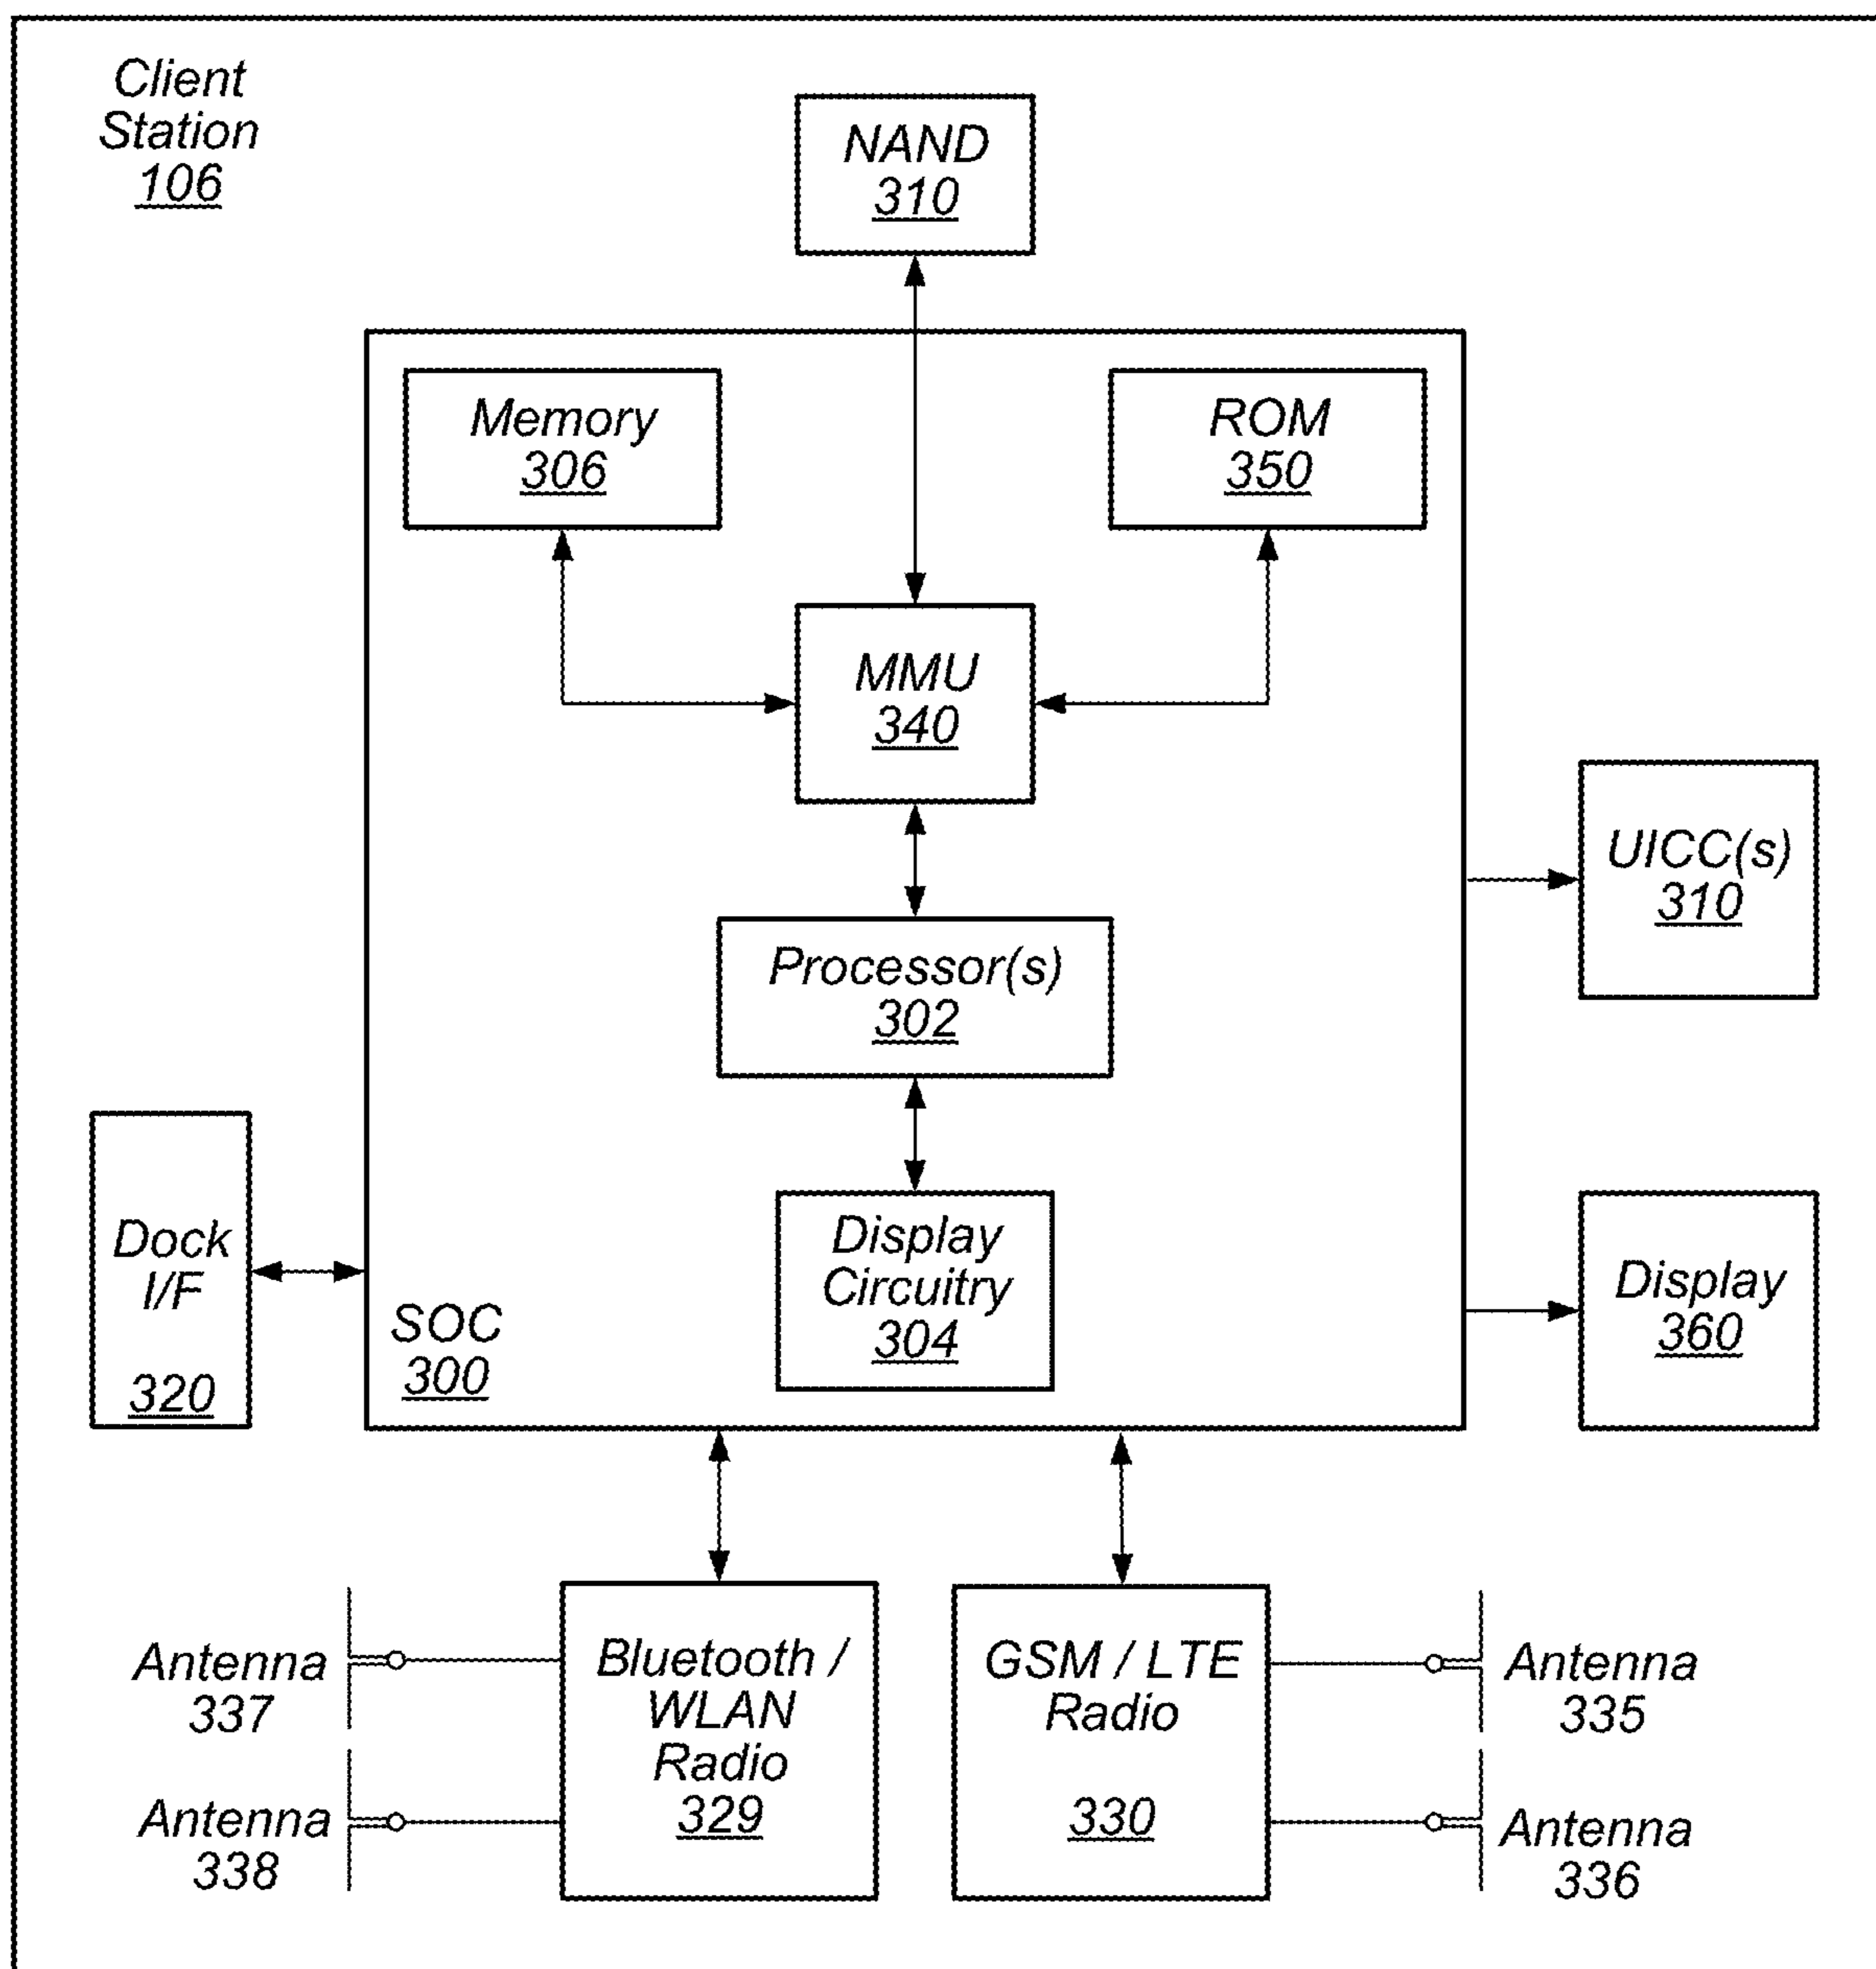 Client
Station
106
NAND
310
Memory
306
ROM
350
MMU
340
UICC(s)
310
Processor(s)
302
Dock
I/F
320
Display
Circuitry
304
SOC
300
Display
360
Antenna
337
Antenna
338
Bluetooth /
WLAN
Radio
329
GSM / LTE
Radio
330
Antenna
335
Antenna
336